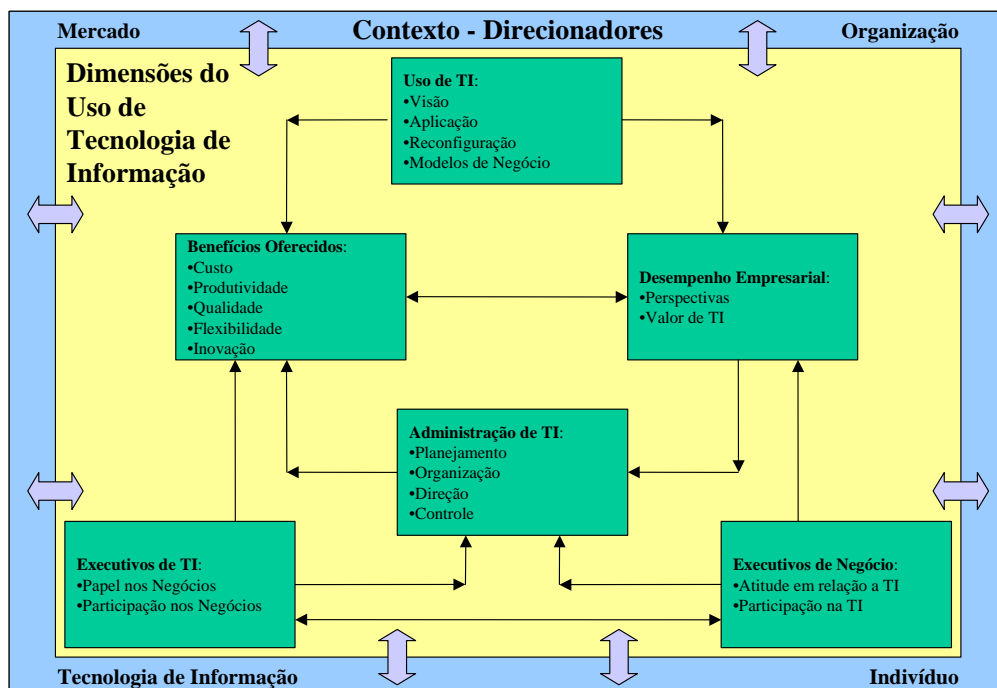 Mercado
Contexto - Direcionadores
Organização
Dimensões do
Uso de
Tecnologia de
Informação
Uso de TI:
•Visão
•Aplicação
•Reconfiguração
•Modelos de Negócio
Benefícios Oferecidos:
•Custo
•Produtividade
•Qualidade
•Flexibilidade
•Inovação
Desempenho Empresarial:
•Perspectivas
•Valor de TI
Administração de TI:
•Planejamento
•Organização
•Direção
•Controle
Executivos de TI:
•Papel nos Negócios
•Participação nos Negócios
Executivos de Negócio:
•Atitude em relação a TI
•Participação na TI
Tecnologia de Informação
Indivíduo